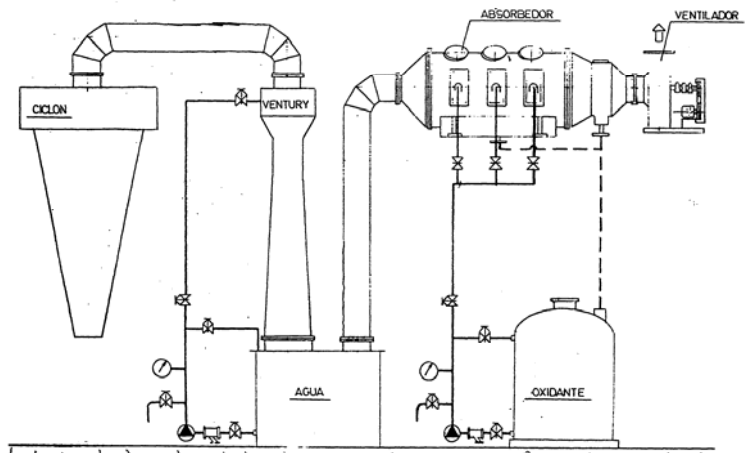 ABSORBEDOR
VENTILADOR
CICLON
VENTURY
AGUA
OXIDANTE